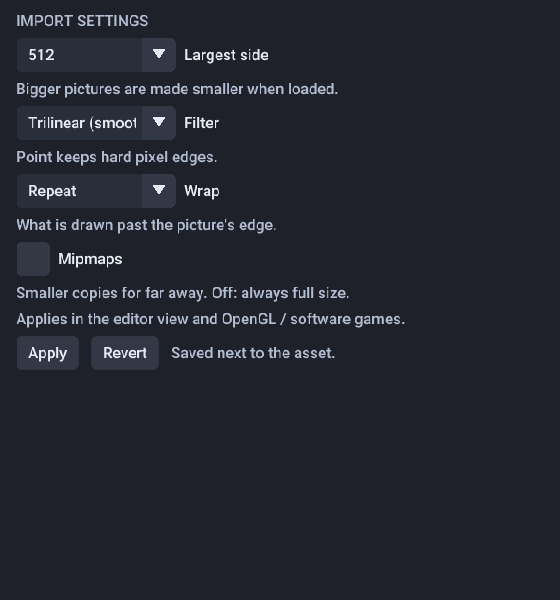 IMPORT SETTINGS
512 Largest side
Bigger pictures are made smaller when loaded.
Trilinear (smoot Filter
Point keeps hard pixel edges.
Repeat Wrap
What is drawn past the picture's edge.
Mipmaps
Smaller copies for far away. Off: always full size.
Applies in the editor view and OpenGL / software games.
Apply Revert Saved next to the asset.